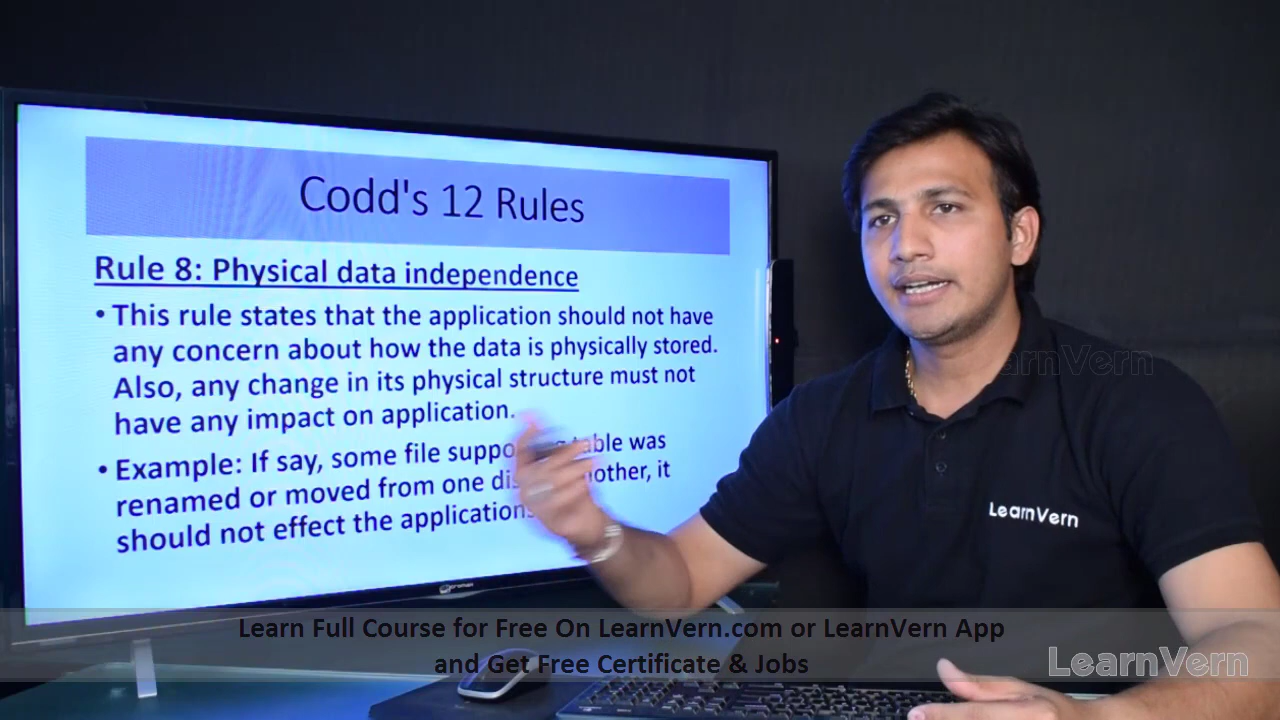 Codd's 12 Rules
Rule 8: Physical data independence
• This rule states that the application should not have
any concern about how the data is physically stored.
Also, any change in its physical structure must not
have any impact on application.
• Example: If say, some file table was
renamed or moved from one it
should not effect the applications
LearnVern
LearnVern
Learn Full Course for Free On LearnVern.com or LearnVern App
and Get Free Certificate & Jobs
LearnVern